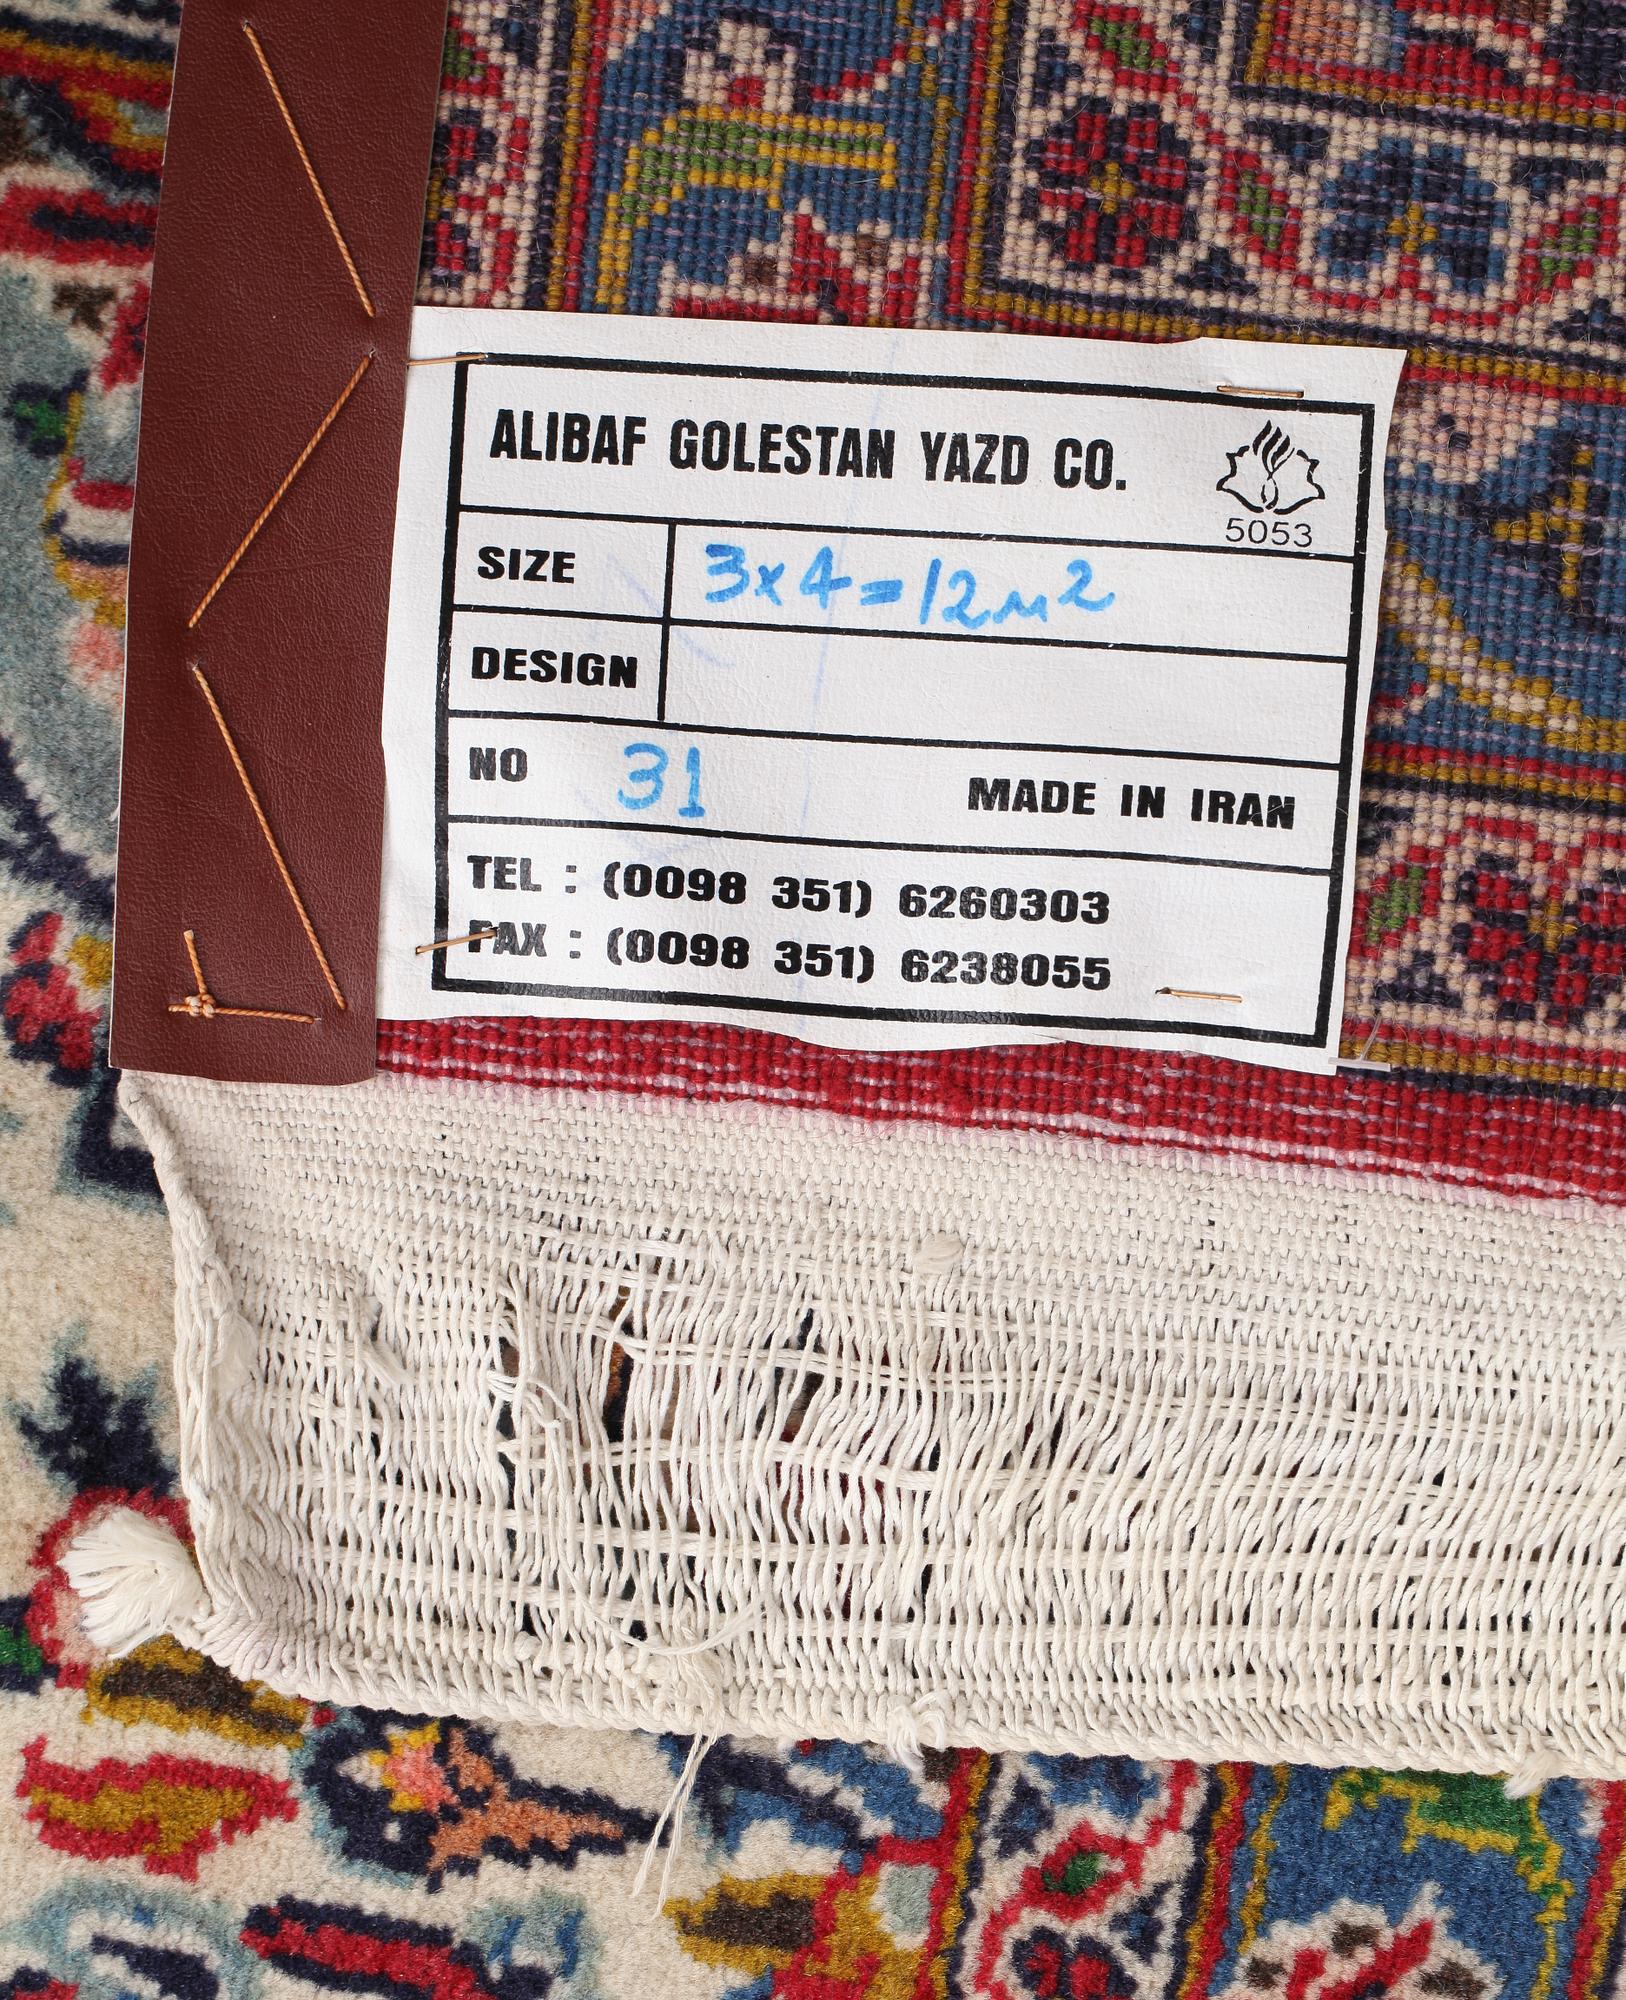 ALIBAF GOLESTAN YAZD CO.
5053
SIZE 3x4=12m2
DESIGN
NO 31 MADE IN IRAN
TEL : (0098 351) 6260303
FAX : (0098 351) 6238055